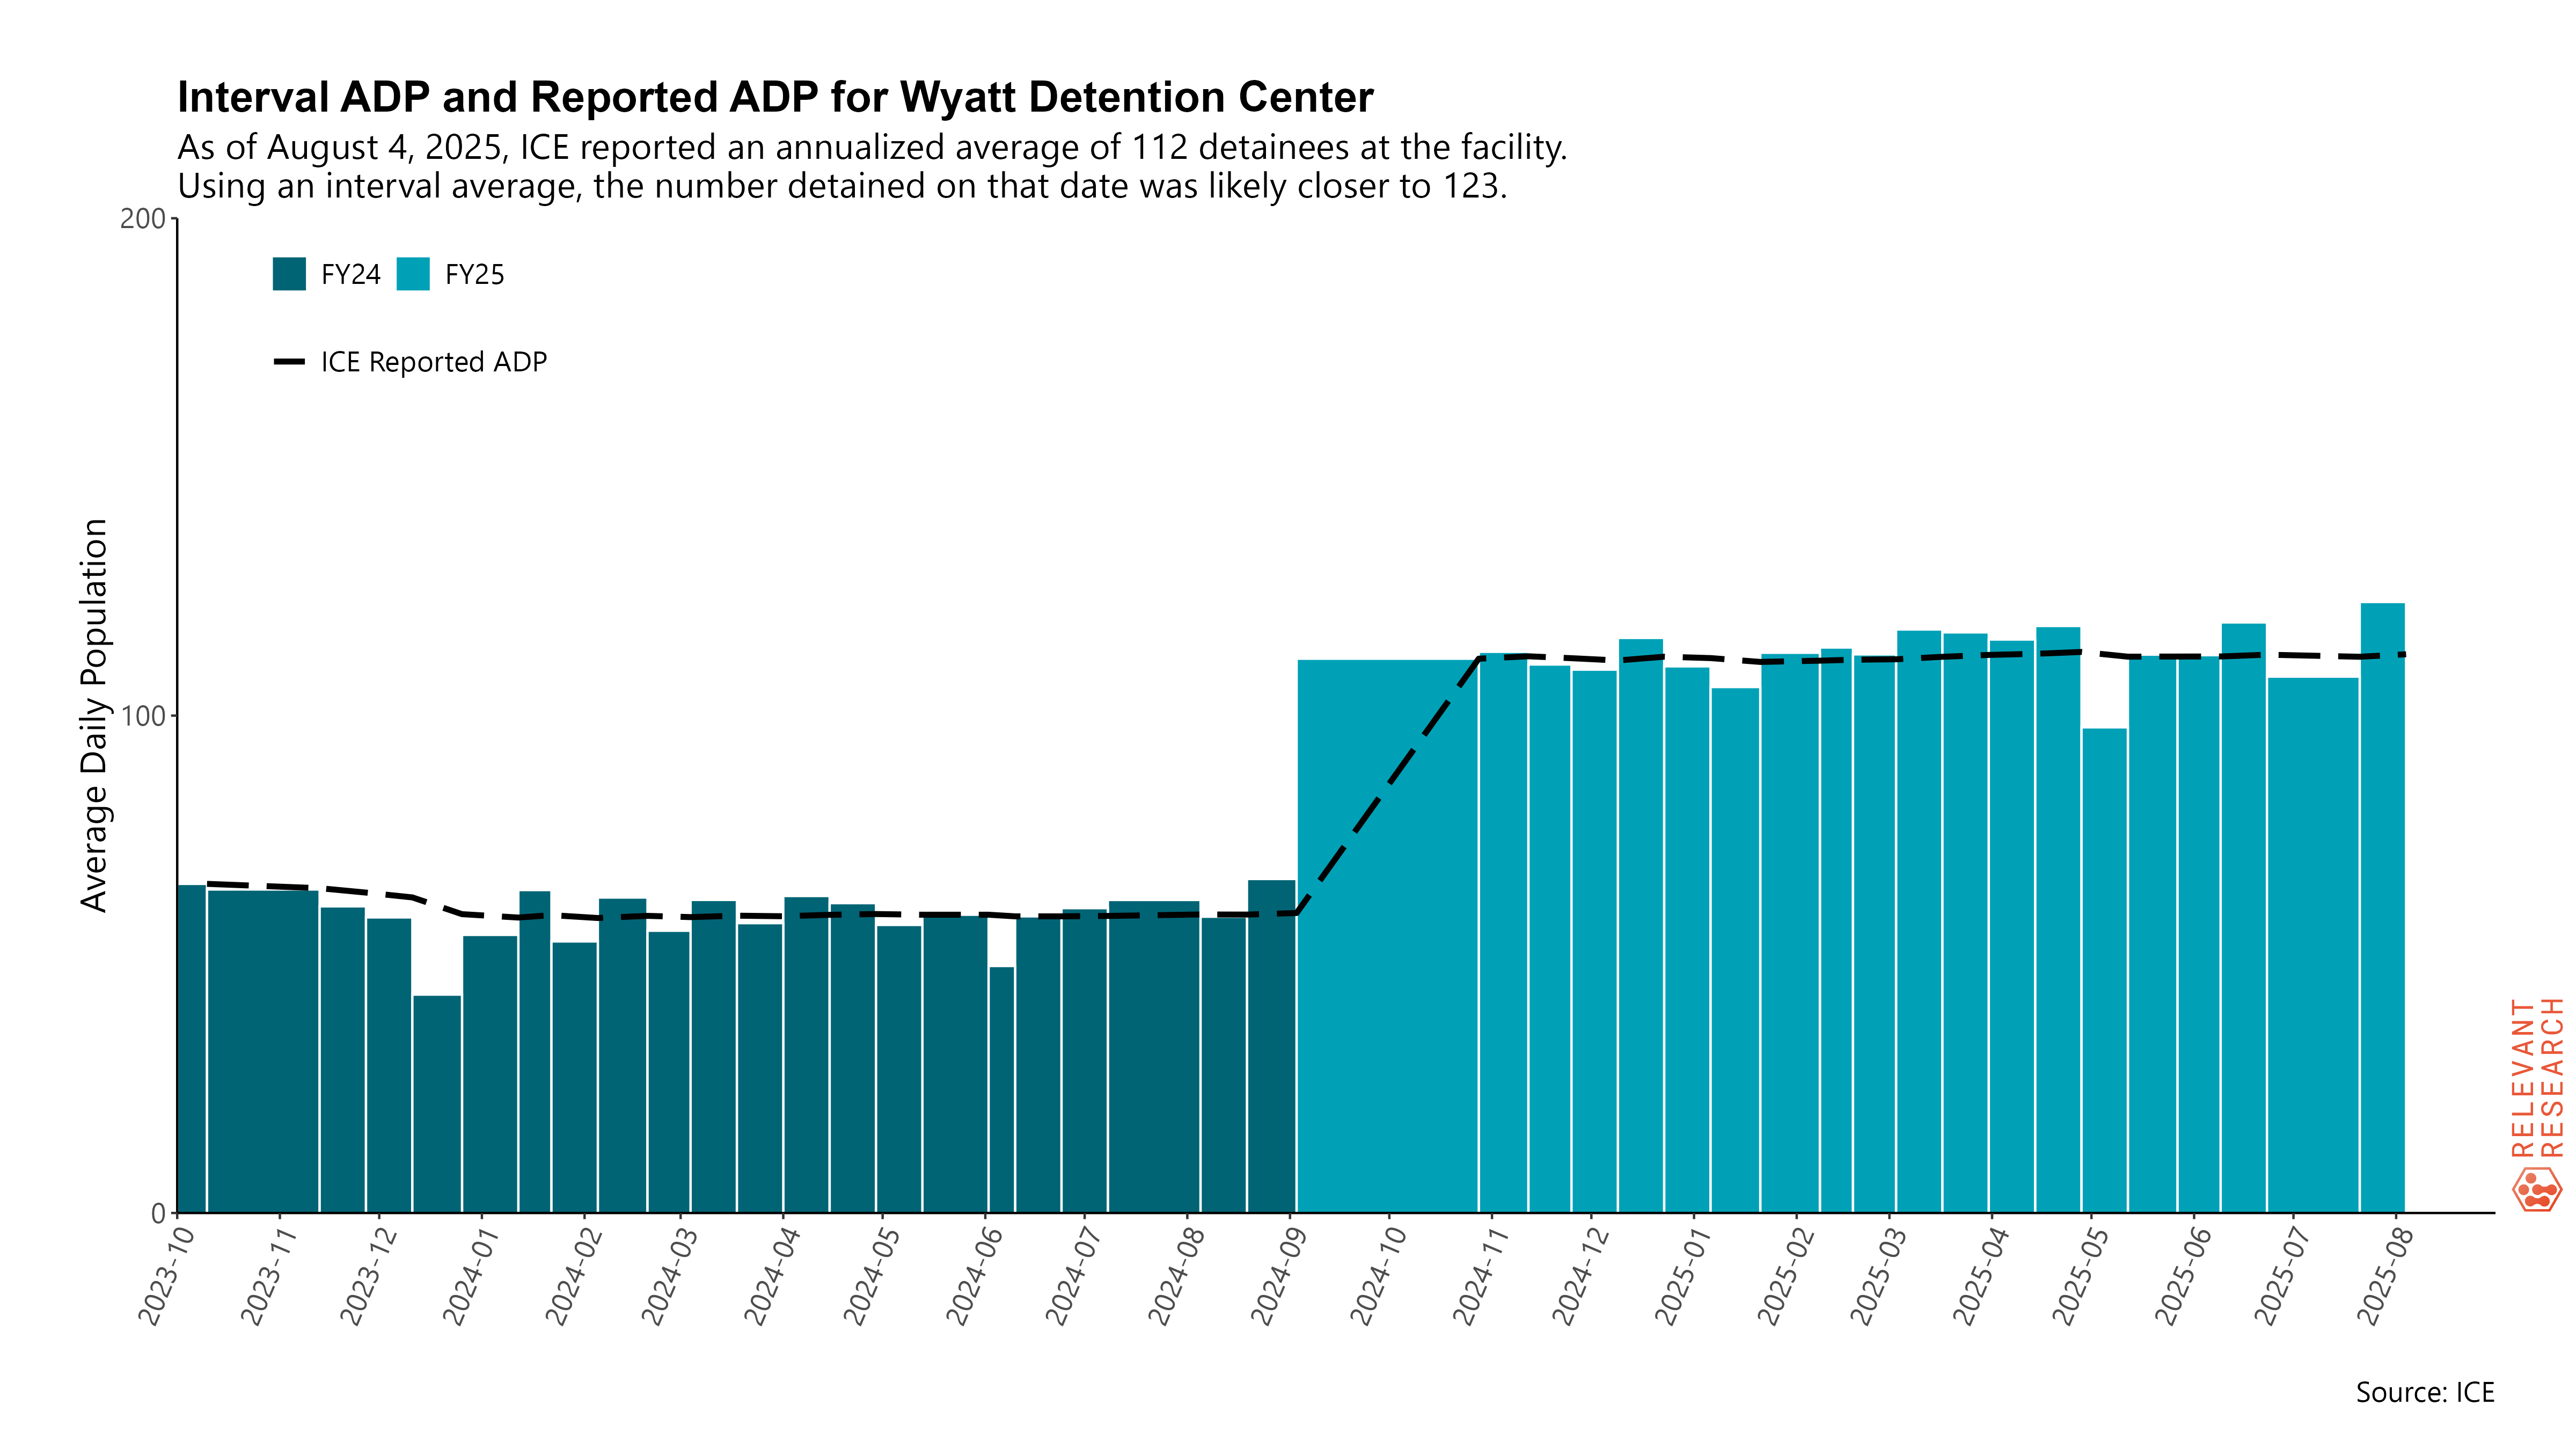 Interval ADP and Reported ADP for Wyatt Detention Center
As of August 4, 2025, ICE reported an annualized average of 112 detainees at the facility.
Using an interval average, the number detained on that date was likely closer to 123.
200
FY24 FY25
ICE Reported ADP
Average Daily Population
100
0
2023-10
2023-11
2023-12
2024-01
2024-02
2024-03
2024-04
2024-05
2024-06
2024-07
2024-08
2024-09
2024-10
2024-11
2024-12
2025-01
2025-02
2025-03
2025-04
2025-05
2025-06
2025-07
2025-08
RELEVANT
RESEARCH
Source: ICE